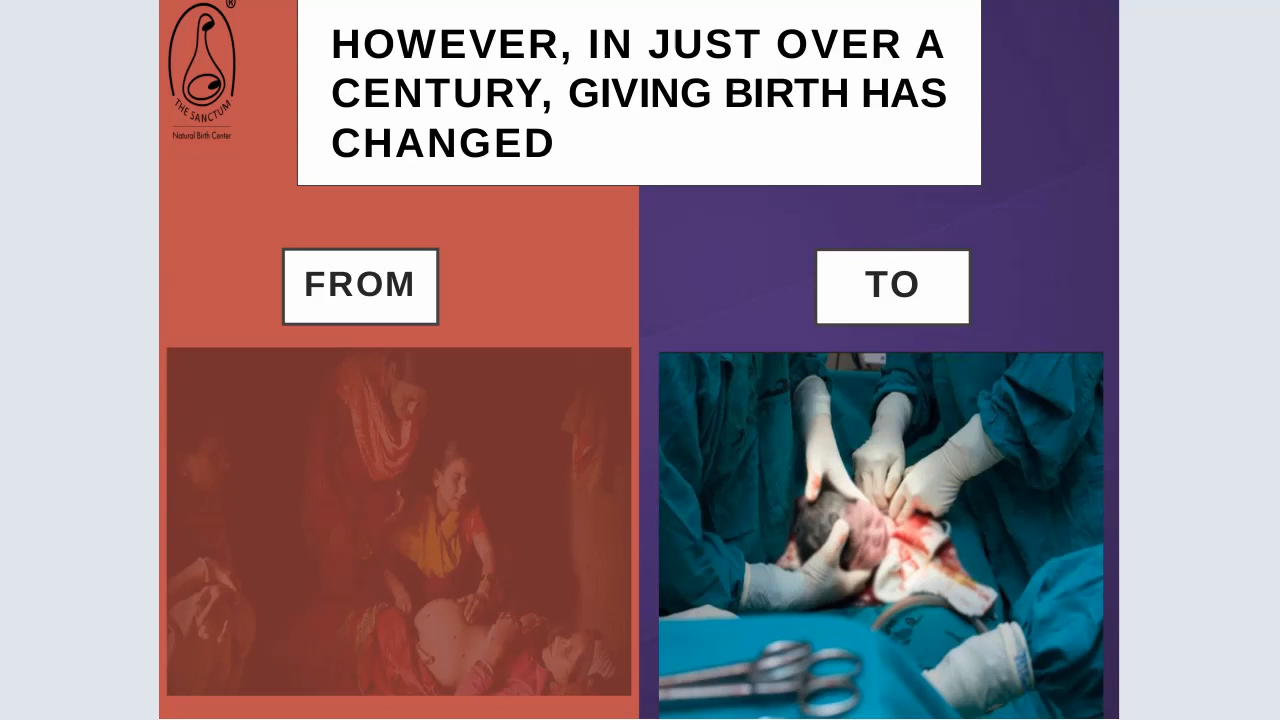 ®
THE SANCTUM
Natural Birth Center
HOWEVER, IN JUST OVER A
CENTURY, GIVING BIRTH HAS
CHANGED
FROM
TO